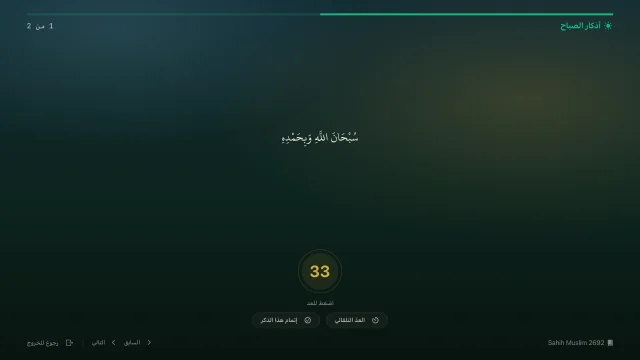 أذكار الصباح
1 من 2
سُبْحَانَ اللَّهِ وَبِحَمْدِهِ
33
اضغط للعد
العدّ التلقائي
إتمام هذا الذكر
Sahih Muslim 2692
السابق
التالي
رجوع للخروج